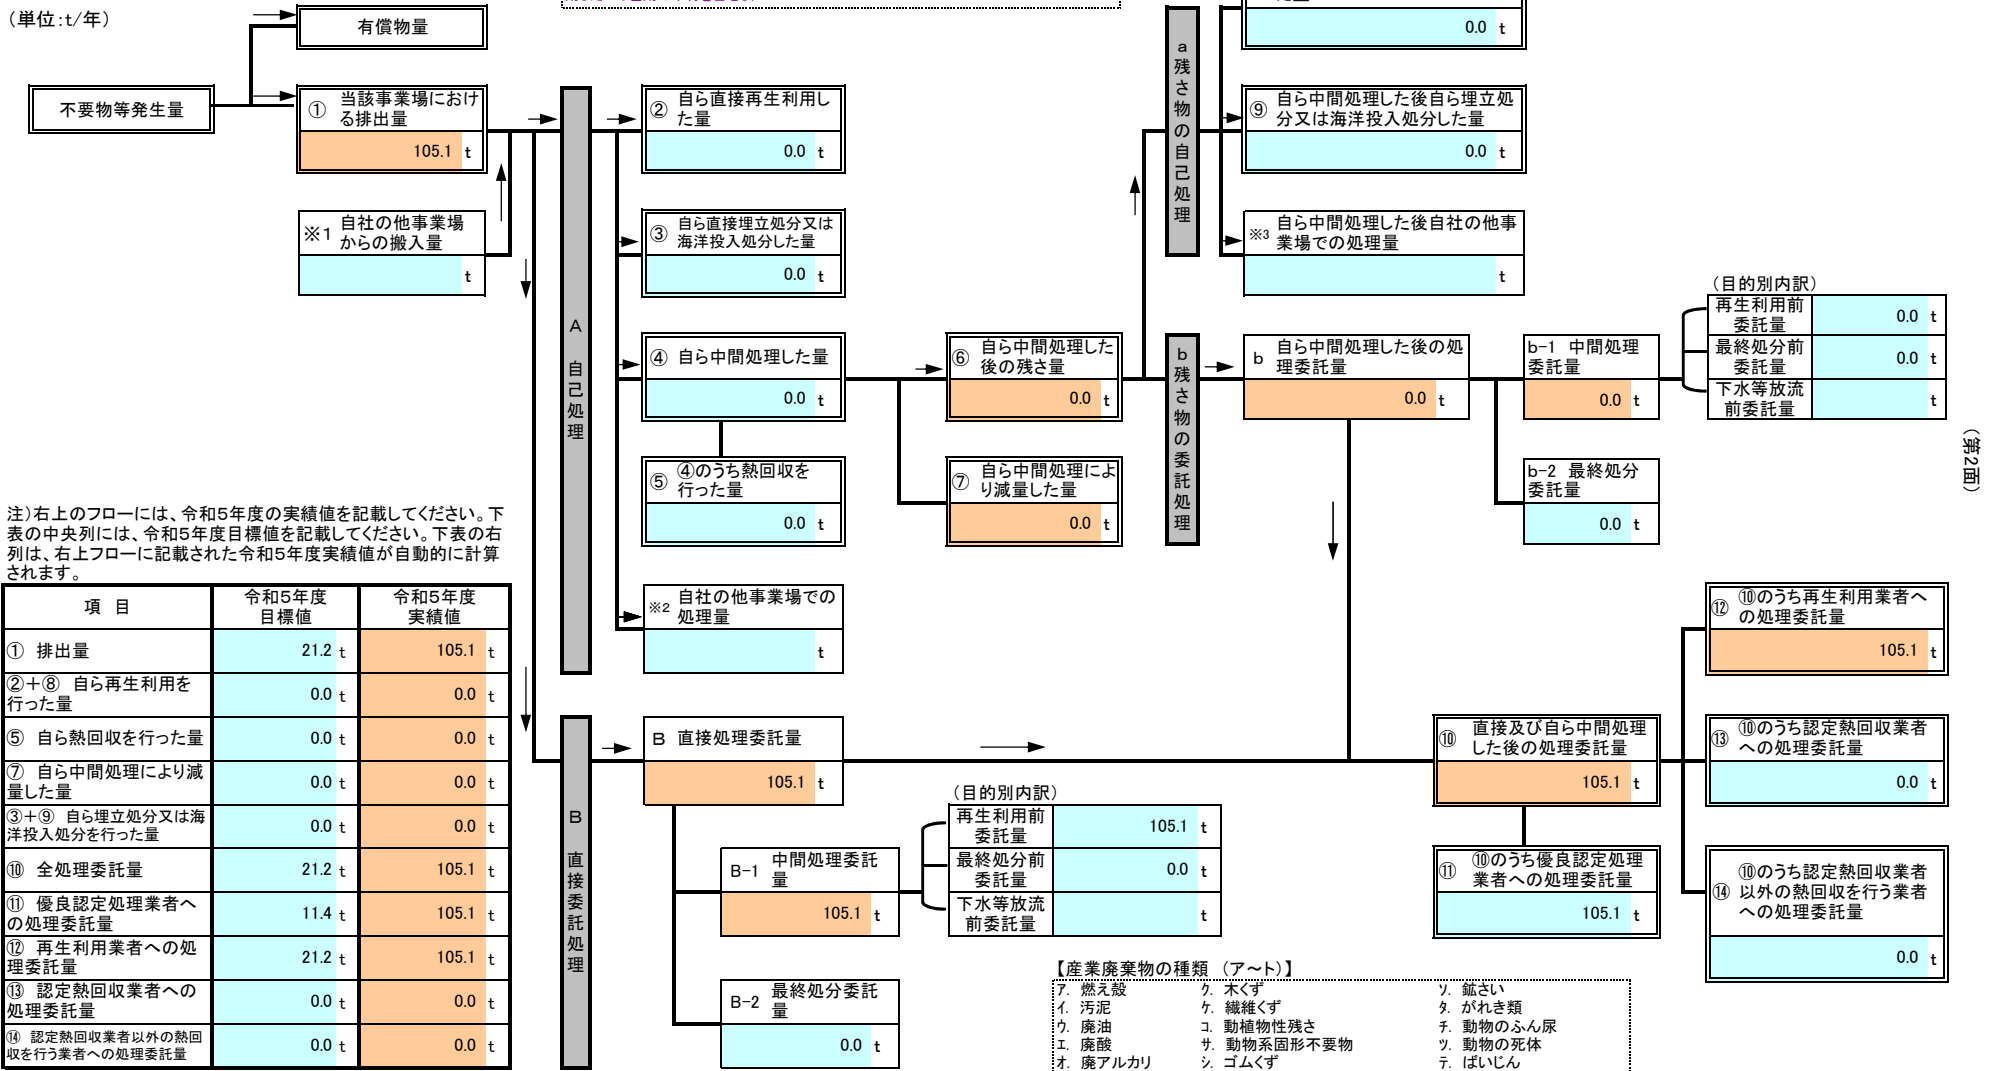 (単位:t/年)
有償物量
不要物等発生量
① 当該事業場におけ
る排出量
105.1 t
※1 自社の他事業場
からの搬入量
t
A 自己処理
② 自ら直接再生利用し
た量
0.0 t
③ 自ら直接埋立処分又は
海洋投入処分した量
0.0 t
④ 自ら中間処理した量
0.0 t
⑤ ④のうち熱回収を
行った量
0.0 t
※2 自社の他事業場での
処理量
t
⑥ 自ら中間処理した
後の残さ量
0.0 t
⑦ 自ら中間処理によ
り減量した量
0.0 t
a 残さ物の自己処理
0.0 t
⑨ 自ら中間処理した後自ら埋立処
分又は海洋投入処分した量
0.0 t
※3 自ら中間処理した後自社の他事
業場での処理量
t
b 残さ物の委託処理
b 自ら中間処理した後の処
理委託量
0.0 t
b-1 中間処理
委託量
0.0 t
b-2 最終処分
委託量
0.0 t
(目的別内訳)
再生利用前
委託量 0.0 t
最終処分前
委託量 0.0 t
下水等放流
前委託量 t
(第2面)
注)右上のフローには、令和5年度の実績値を記載してください。下
表の中央列には、令和5年度目標値を記載してください。下表の右
列は、右上フローに記載された令和5年度実績値が自動的に計算
されます。
項 目 令和5年度
目標値 令和5年度
実績値
① 排出量 21.2 t 105.1 t
②+⑧ 自ら再生利用を
行った量 0.0 t 0.0 t
⑤ 自ら熱回収を行った量 0.0 t 0.0 t
⑦ 自ら中間処理により減
量した量 0.0 t 0.0 t
③+⑨ 自ら埋立処分又は海
洋投入処分を行った量 0.0 t 0.0 t
⑩ 全処理委託量 21.2 t 105.1 t
⑪ 優良認定処理業者へ
の処理委託量 11.4 t 105.1 t
⑫ 再生利用業者への処
理委託量 21.2 t 105.1 t
⑬ 認定熱回収業者への
処理委託量 0.0 t 0.0 t
⑭ 認定熱回収業者以外の熱回
収を行う業者への処理委託量 0.0 t 0.0 t
B 直接委託処理
B 直接処理委託量
105.1 t
B-1 中間処理委託
量
105.1 t
B-2 最終処分委託
量
0.0 t
(目的別内訳)
再生利用前
委託量 105.1 t
最終処分前
委託量 0.0 t
下水等放流
前委託量 t
⑩ 直接及び自ら中間処理
した後の処理委託量
105.1 t
⑪ ⑩のうち優良認定処理
業者への処理委託量
105.1 t
⑫ ⑩のうち再生利用業者へ
の処理委託量
105.1 t
⑬ ⑩のうち認定熱回収業者
への処理委託量
0.0 t
⑭ ⑩のうち認定熱回収業者
以外の熱回収を行う業者
への処理委託量
0.0 t
【産業廃棄物の種類 (ア~ト)】
ア. 燃え殻 ク. 木くず ソ. 鉱さい
イ. 汚泥 ケ. 繊維くず タ. がれき類
ウ. 廃油 コ. 動植物性残さ チ. 動物のふん尿
エ. 廃酸 サ. 動物系固形不要物 ツ. 動物の死体
オ. 廃アルカリ シ. ゴムくず テ. ばいじん